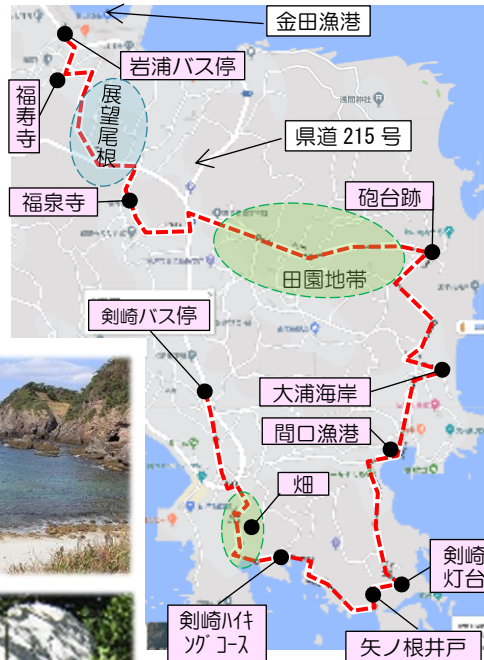 金田漁港
岩浦バス停
福寿寺
展望尾根
県道215号
福泉寺
砲台跡
田園地帯
剣崎バス停
大浦海岸
間口漁港
畑
剣崎灯台
剣崎ハイキ
ングコース
矢ノ根井戸